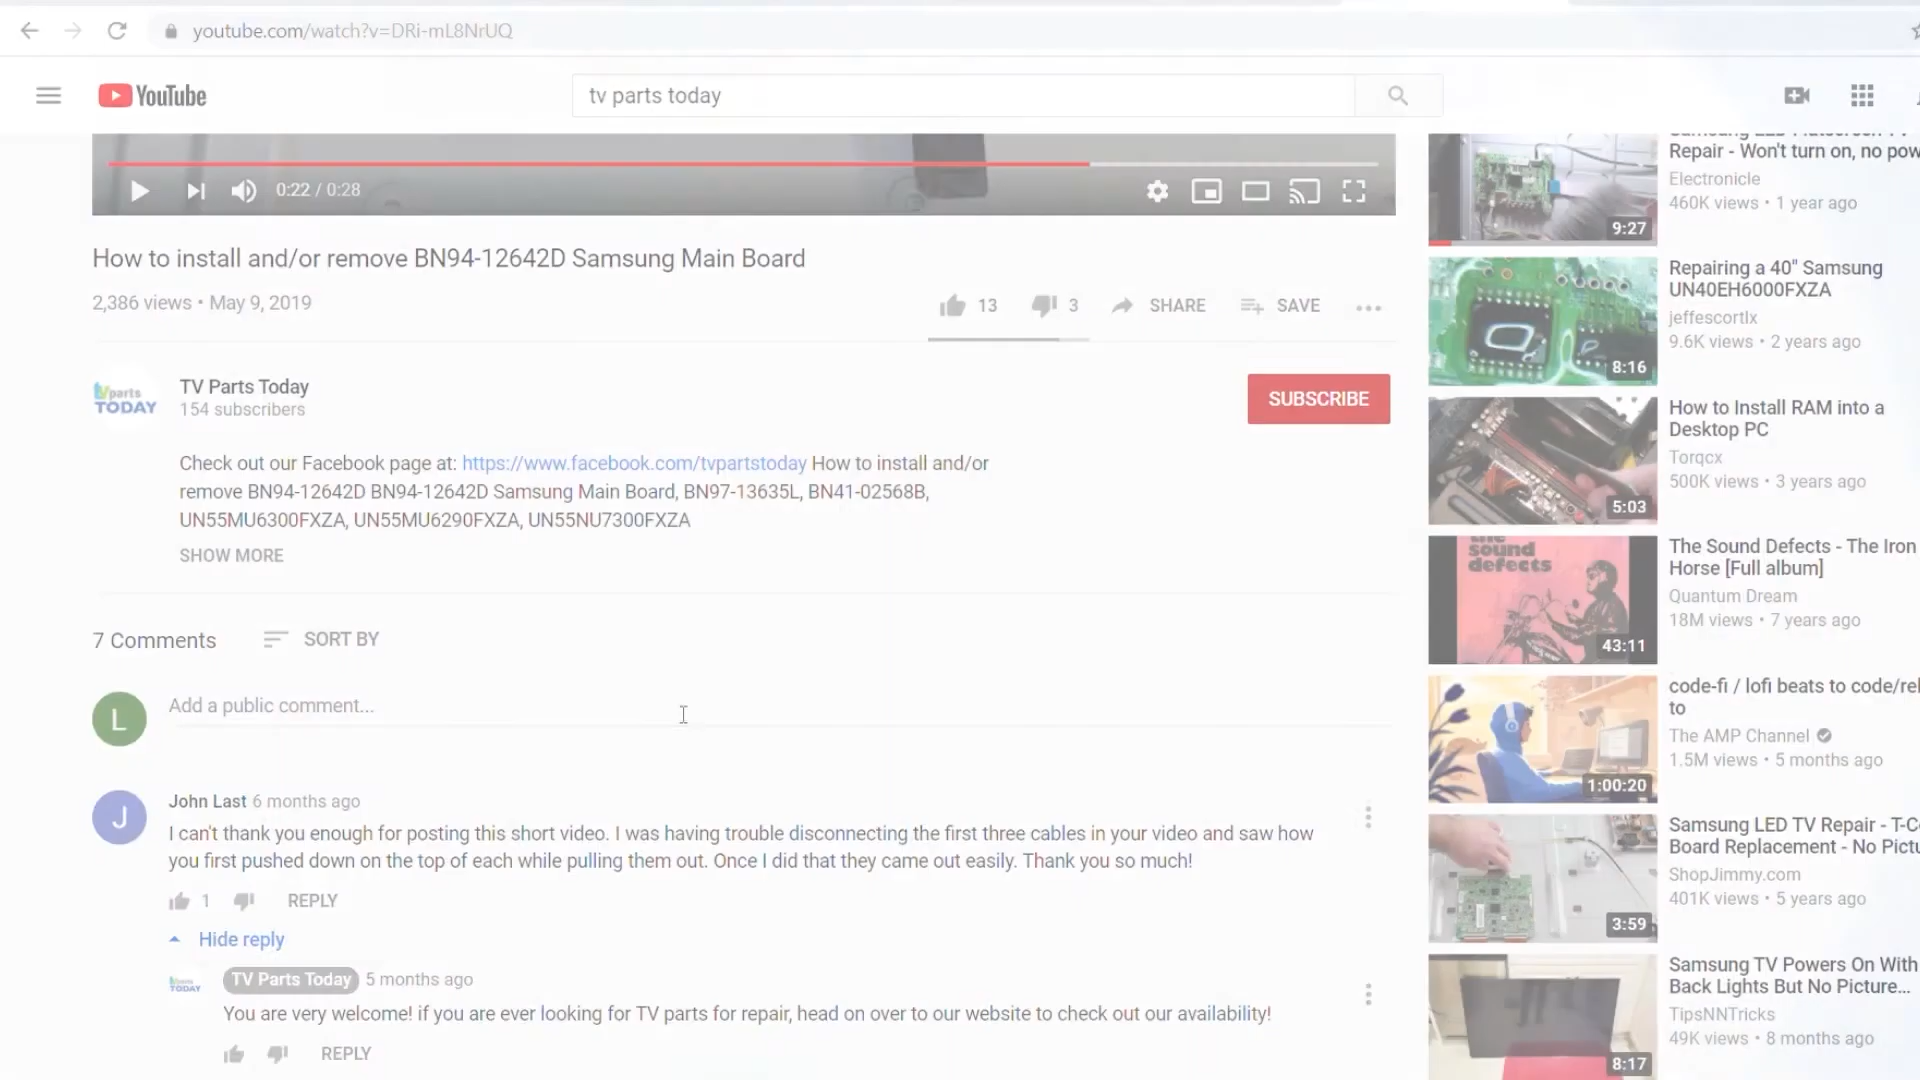 youtube.com/watch?v=DRi-mL8NrUQ
YouTube
tv parts today
0:22 / 0:28
How to install and/or remove BN94-12642D Samsung Main Board
2,386 views • May 9, 2019
13
3
SHARE
SAVE
parts
TODAY
TV Parts Today
154 subscribers
SUBSCRIBE
Check out our Facebook page at: https://www.facebook.com/tvpartstoday How to install and/or
remove BN94-12642D BN94-12642D Samsung Main Board, BN97-13635L, BN41-02568B,
UN55MU6300FXZA, UN55MU6290FXZA, UN55NU7300FXZA
SHOW MORE
7 Comments
SORT BY
L
Add a public comment...
J
John Last 6 months ago
I can't thank you enough for posting this short video. I was having trouble disconnecting the first three cables in your video and saw how
you first pushed down on the top of each while pulling them out. Once I did that they came out easily. Thank you so much!
1
REPLY
Hide reply
TODAY
TV Parts Today 5 months ago
You are very welcome! if you are ever looking for TV parts for repair, head on over to our website to check out our availability!
REPLY
Repair - Won't turn on, no pow
Electronicle
460K views • 1 year ago
9:27
Repairing a 40" Samsung
UN40EH6000FXZA
jeffescortlx
9.6K views • 2 years ago
8:16
How to Install RAM into a
Desktop PC
Torqcx
500K views • 3 years ago
5:03
sound
defects
The Sound Defects - The Iron
Horse [Full album]
Quantum Dream
18M views • 7 years ago
43:11
code-fi / lofi beats to code/rel
to
The AMP Channel
1.5M views • 5 months ago
1:00:20
Samsung LED TV Repair - T-C
Board Replacement - No Pictu
ShopJimmy.com
401K views • 5 years ago
3:59
Samsung TV Powers On With
Back Lights But No Picture...
TipsNNTricks
49K views • 8 months ago
8:17